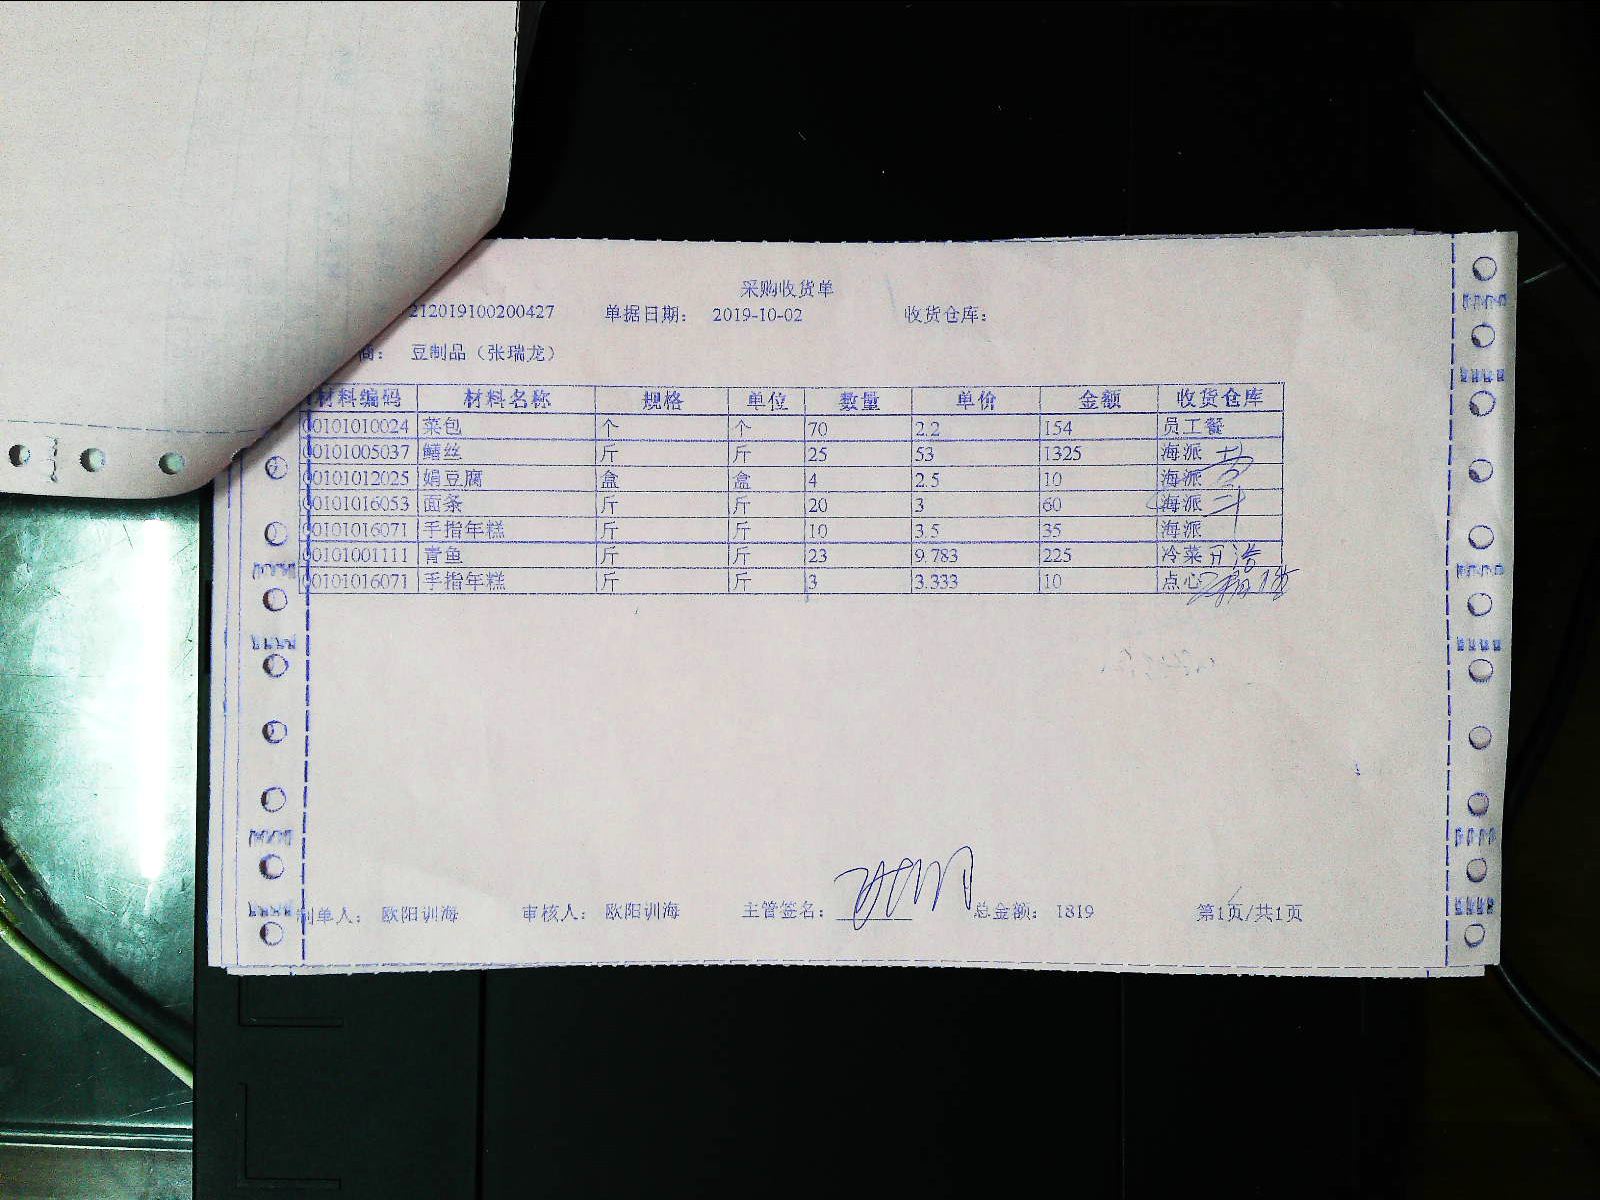 采购收货单
212019100200427 单据日期: 2019-10-02 收货仓库:
商: 豆制品（张瑞龙）
材料编码 材料名称 规格 单位 数量 单价 金额 收货仓库
00101010024 菜包 个 个 70 2.2 154 员工餐
00101005037 鳝丝 斤 斤 25 53 1325 海派
00101012025 娟豆腐 盒 盒 4 2.5 10 海派
00101016053 面条 斤 斤 20 3 60 海派
00101016071 手指年糕 斤 斤 10 3.5 35 海派
00101001111 青鱼 斤 斤 23 9.783 225 冷菜
00101016071 手指年糕 斤 斤 3 3.333 10 点心
制单人: 欧阳训海 审核人: 欧阳训海 主管签名: 总金额: 1819 第1页/共1页